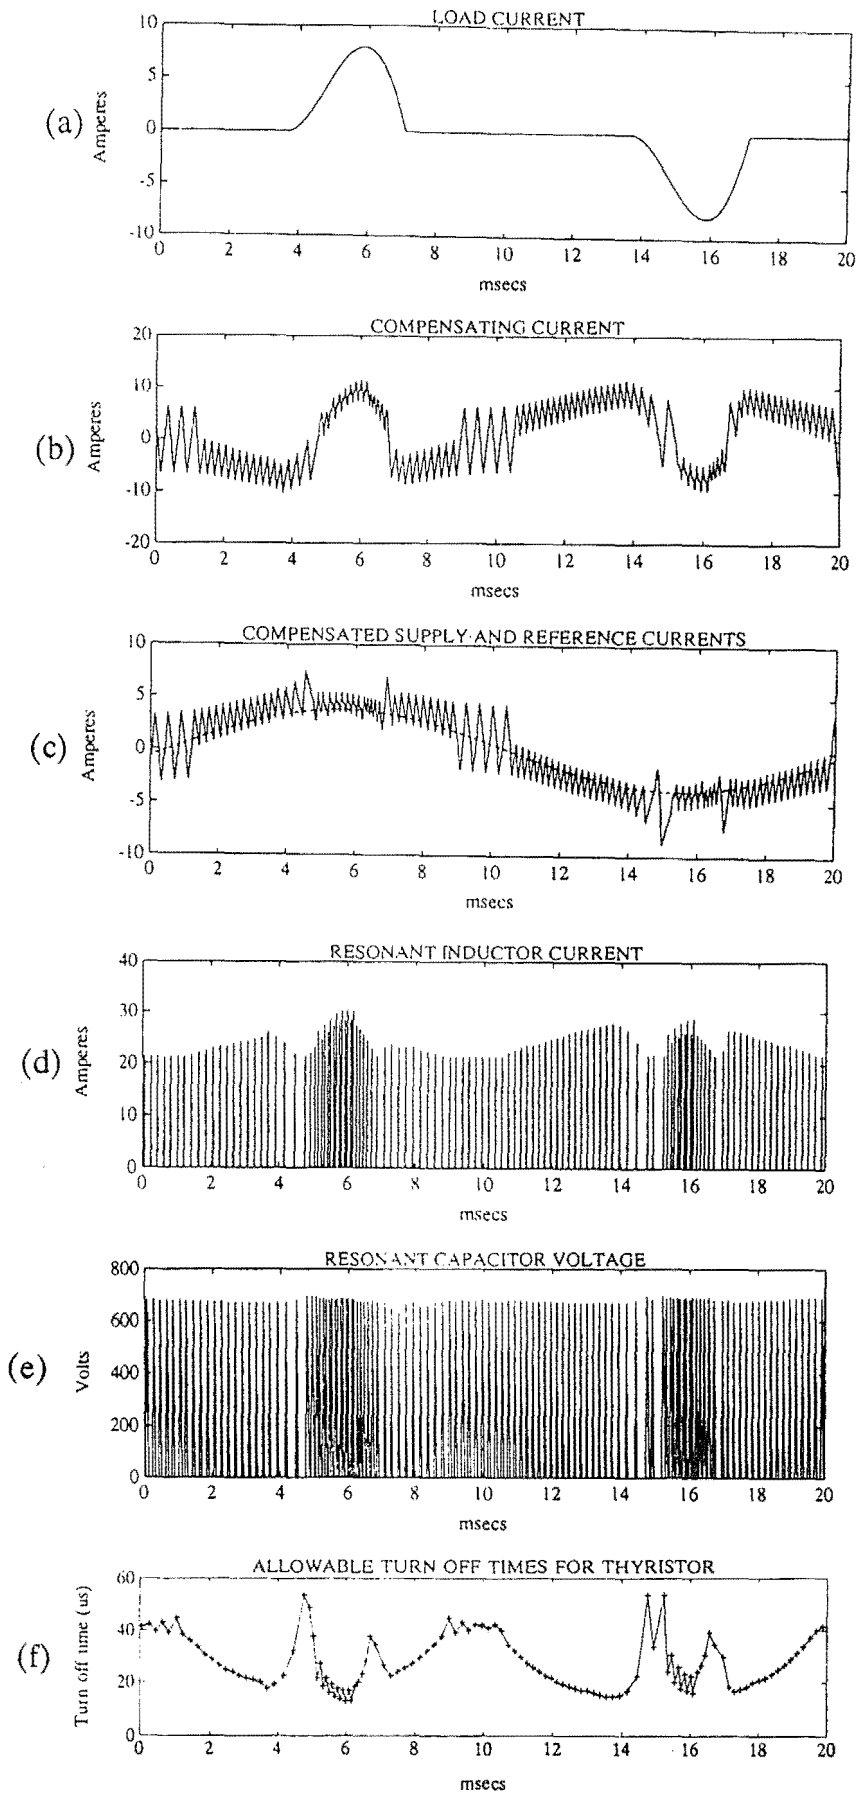 LOAD CURRENT
(a)
Amperes
10
5
0
-5
-10
0 2 4 6 8 10 12 14 16 18 20
msecs
COMPENSATING CURRENT
(b)
Amperes
20
10
0
-10
-20
0 2 4 6 8 10 12 14 16 18 20
msecs
COMPENSATED SUPPLY AND REFERENCE CURRENTS
(c)
Amperes
10
5
0
-5
-10
0 2 4 6 8 10 12 14 16 18 20
msecs
RESONANT INDUCTOR CURRENT
(d)
Amperes
40
30
20
10
0
0 2 4 6 8 10 12 14 16 18 20
msecs
RESONANT CAPACITOR VOLTAGE
(e)
Volts
800
600
400
200
0
0 2 4 6 8 10 12 14 16 18 20
msecs
ALLOWABLE TURN OFF TIMES FOR THYRISTOR
(f)
Turn off time (us)
60
40
20
0
0 2 4 6 8 10 12 14 16 18 20
msecs